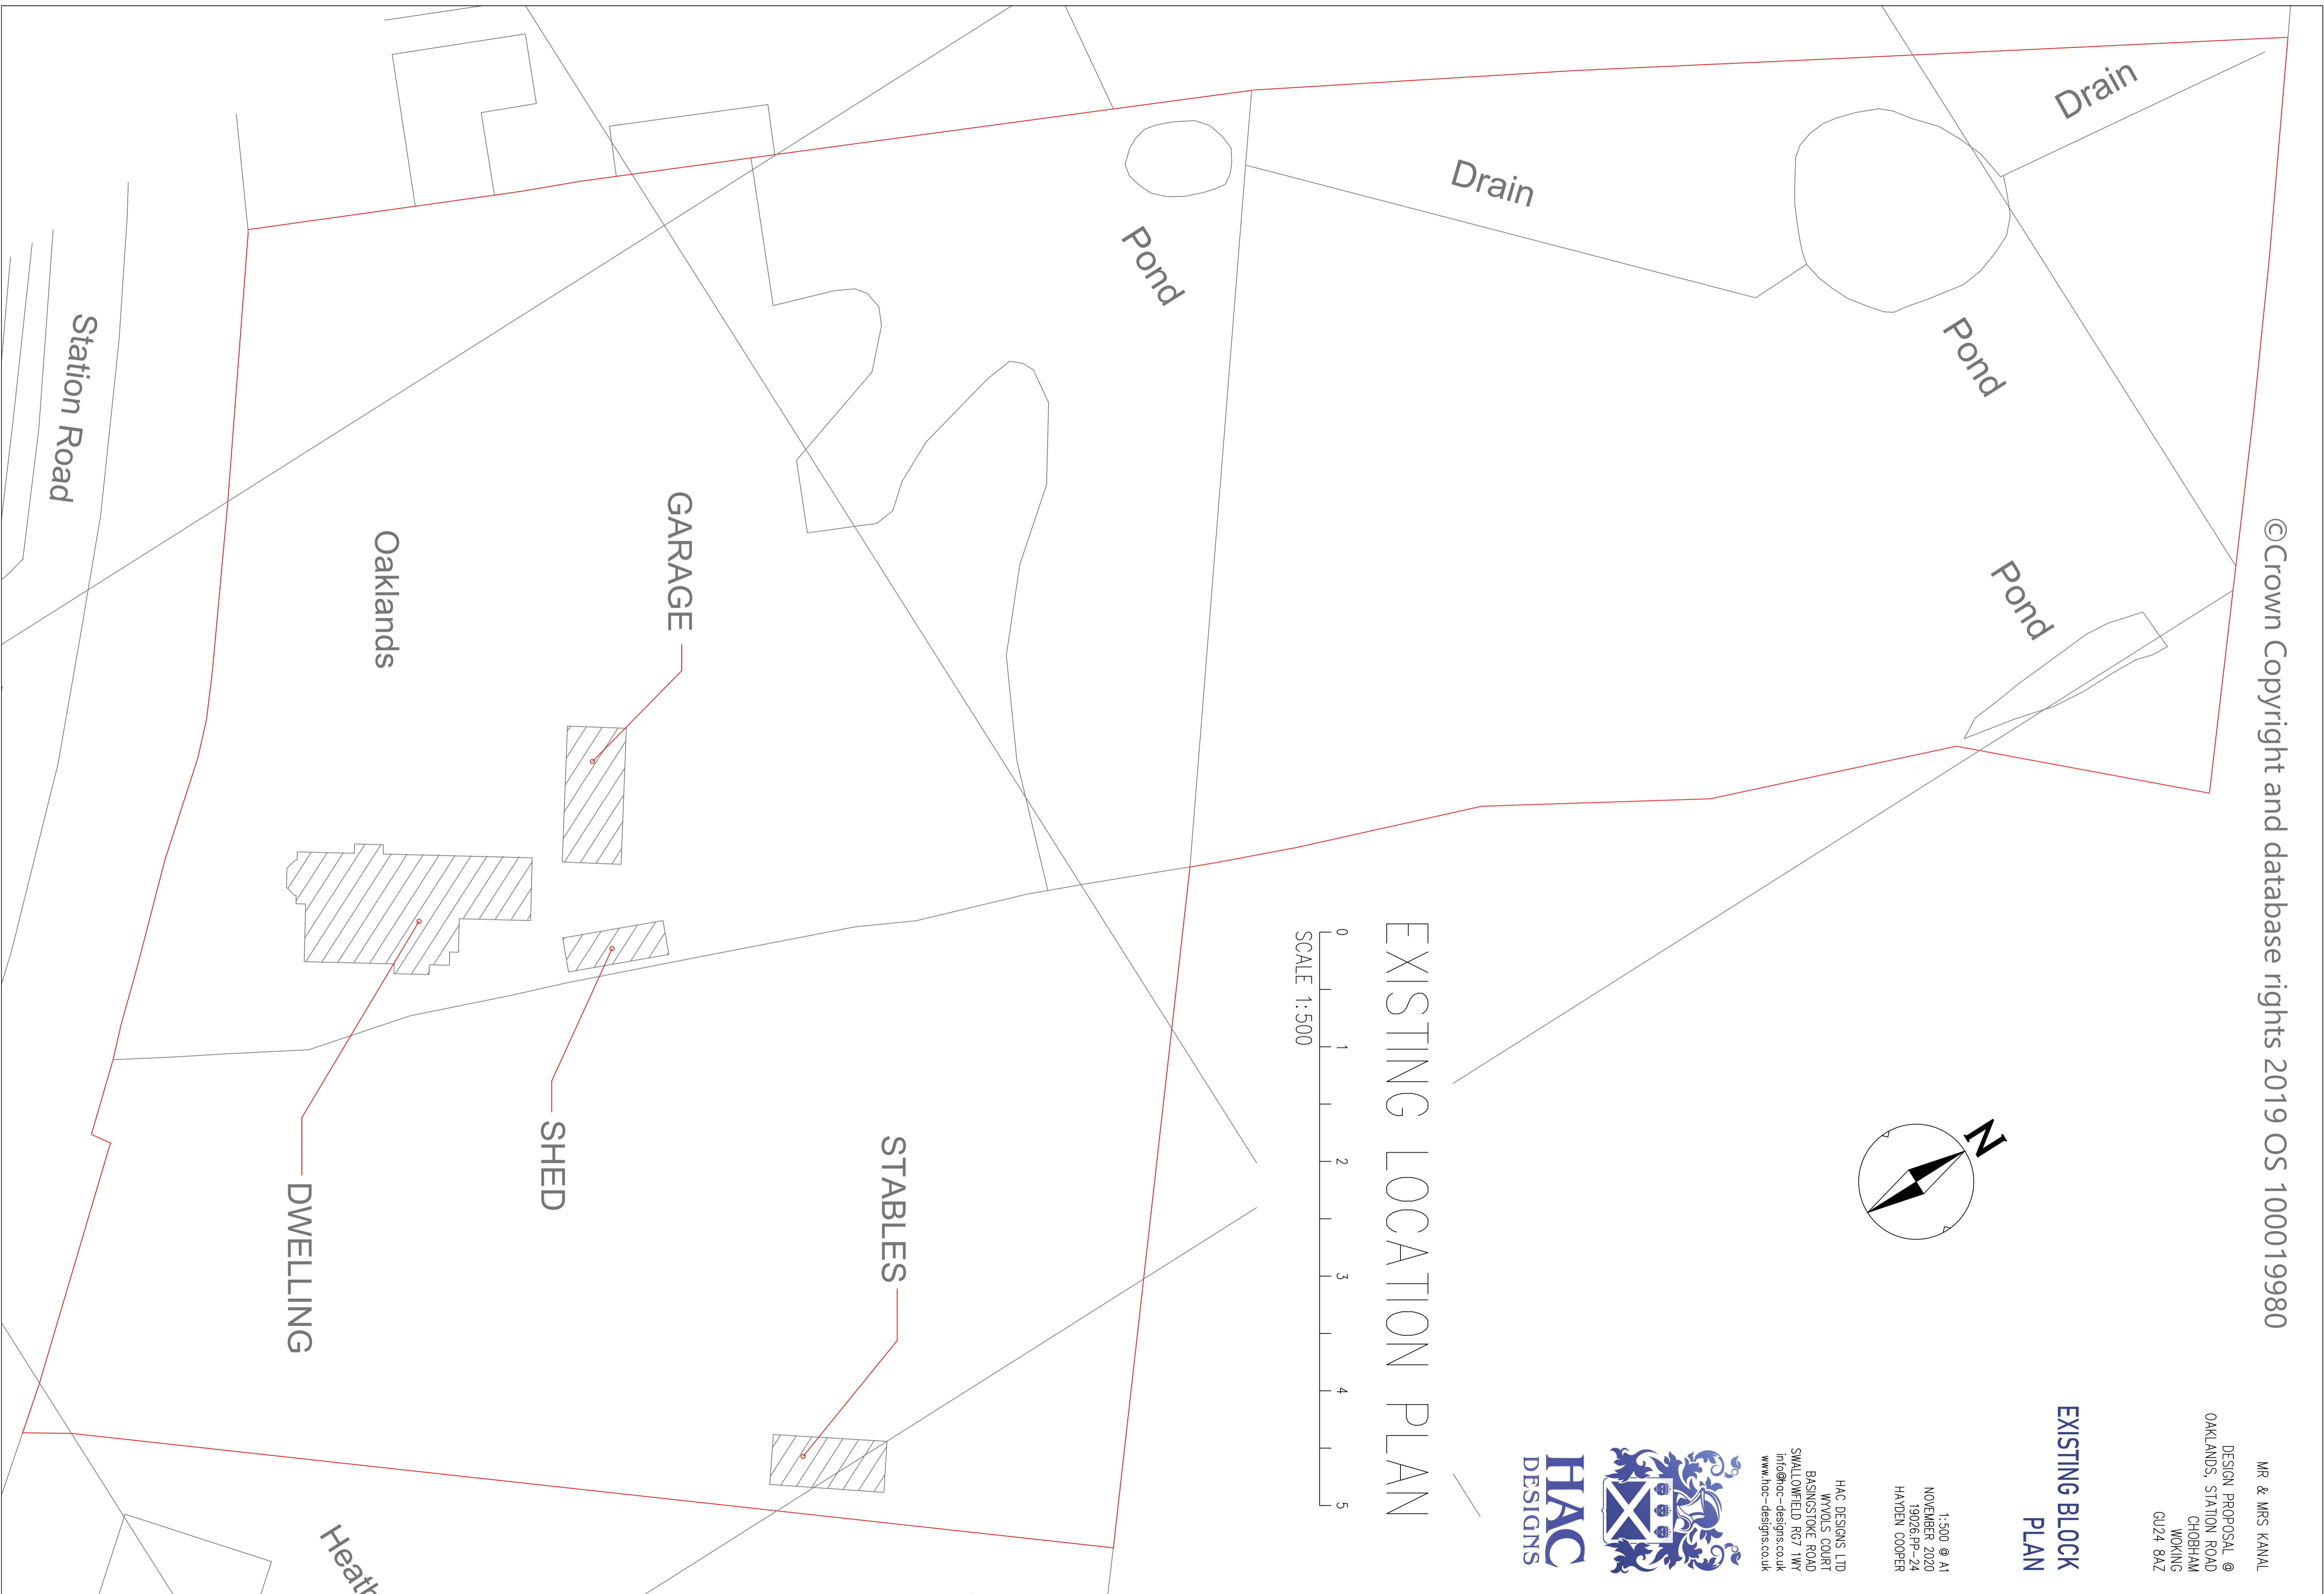 ©Crown Copyright and database rights 2019 OS 100019980
MR & MRS KANAL
DESIGN PROPOSAL @
OAKLANDS, STATION ROAD
CHOBHAM
WOKING
GU24 8AZ
EXISTING BLOCK
PLAN
1:500 @ A1
NOVEMBER 2020
19026.PP-24
HAYDEN COOPER
HAC DESIGNS LTD
WYVOLS COURT
BASINGSTOKE ROAD
SWALLOWFIELD RG7 1WY
info@hac-designs.co.uk
www.hac-designs.co.uk
HAC
DESIGNS
N
Drain
Pond
Pond
Drain
Pond
EXISTING LOCATION PLAN
0 1 2 3 4 5
SCALE 1:500
STABLES
GARAGE
SHED
Oaklands
DWELLING
Heath
Station Road